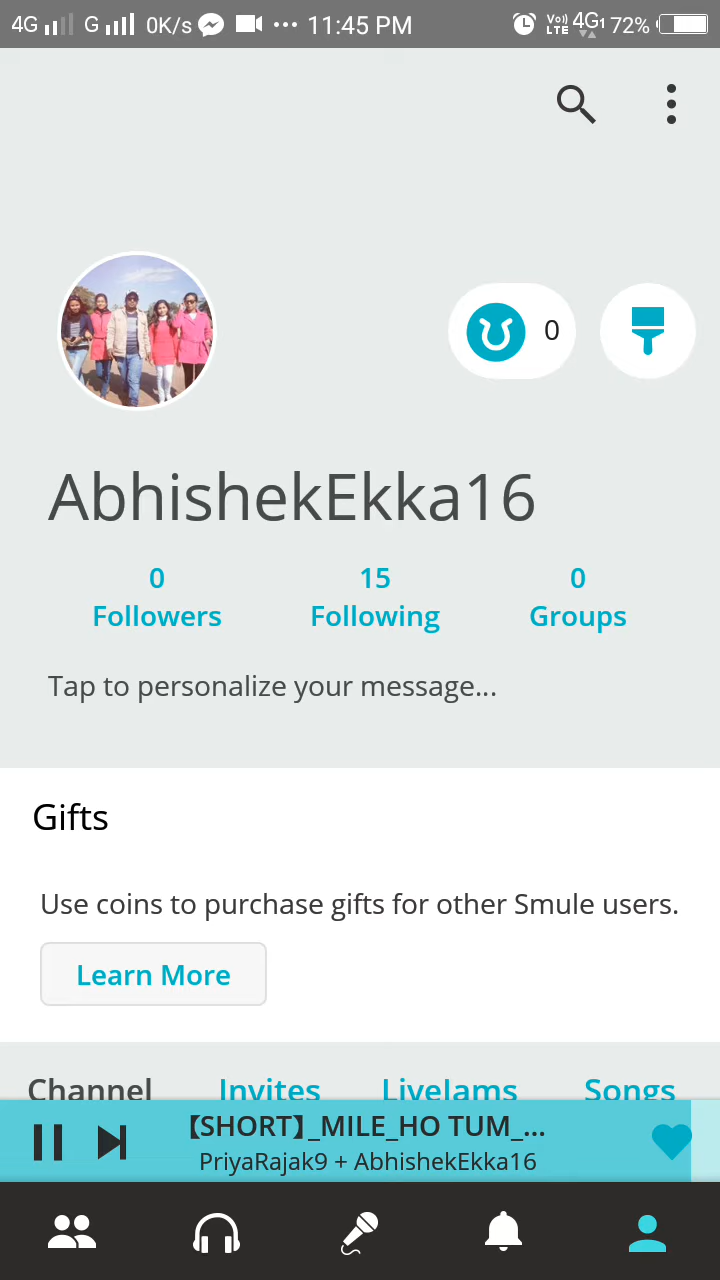 4G G 0K/s ... 11:45 PM VoLTE 4G1 72%
0
AbhishekEkka16
0 15 0
Followers Following Groups
Tap to personalize your message...
Gifts
Use coins to purchase gifts for other Smule users.
Learn More
Channel Invites LiveJams Songs
【SHORT】_MILE_HO TUM_...
PriyaRajak9 + AbhishekEkka16